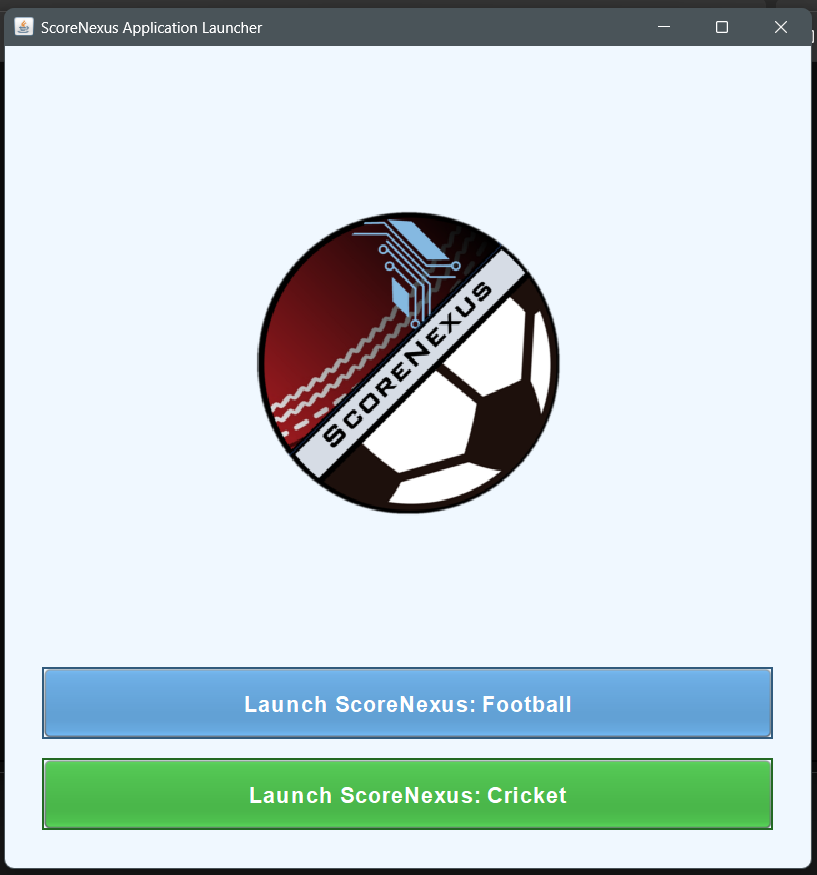 ScoreNexus Application Launcher
ScoreNexus
Launch ScoreNexus: Football
Launch ScoreNexus: Cricket